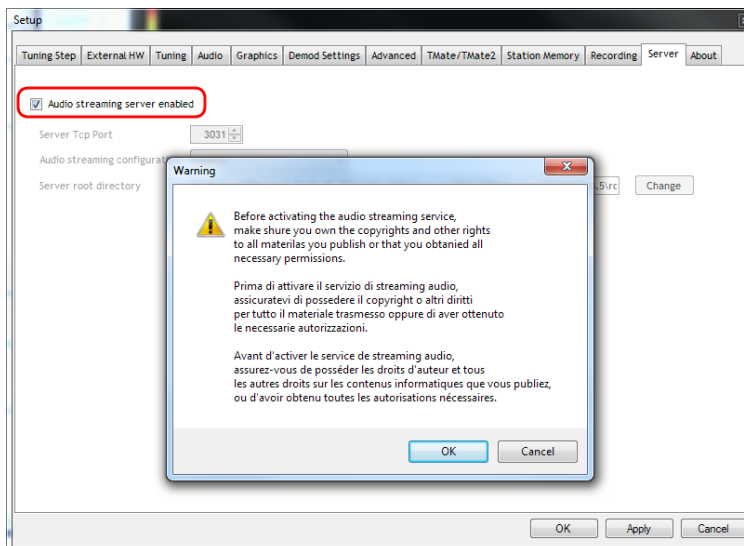 Setup
Tuning Step External HW Tuning Audio Graphics Demod Settings Advanced TMate/TMate2 Station Memory Recording Server About
Audio streaming server enabled
Server Tcp Port 3031
Audio streaming
Server root directory .5\rc Change
Warning
Before activating the audio streaming service,
make shure you own the copyrights and other rights
to all materilas you publish or that you obtanied all
necessary permissions.
Prima di attivare il servizio di streaming audio,
assicuratevi di possedere il copyright o altri diritti
per tutto il materiale trasmesso oppure di aver ottenuto
le necessarie autorizzazioni.
Avant d'activer le service de streaming audio,
assurez-vous de posséder les droits d'auteur et tous
les autres droits sur les contenus informatiques que vous publiez,
ou d'avoir obtenu toutes les autorisations nécessaires.
OK Cancel
OK Apply Cancel